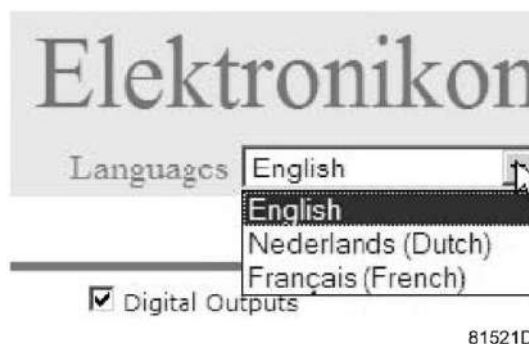 Elektronikon
Languages English
English
Nederlands (Dutch)
Français (French)
Digital Outputs
81521D